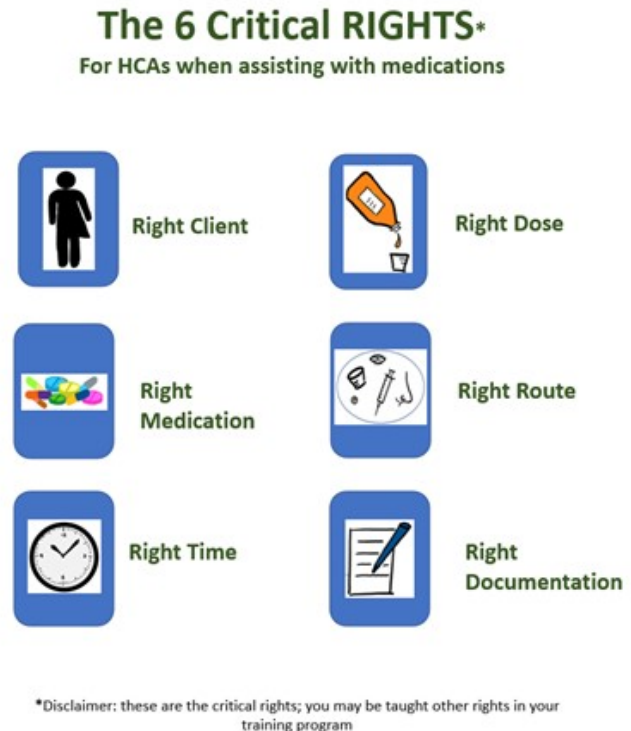 The 6 Critical RIGHTS*
For HCAs when assisting with medications
Right Client
Right Dose
Right
Medication
Right Route
Right Time
Right
Documentation
*Disclaimer: these are the critical rights; you may be taught other rights in your
training program